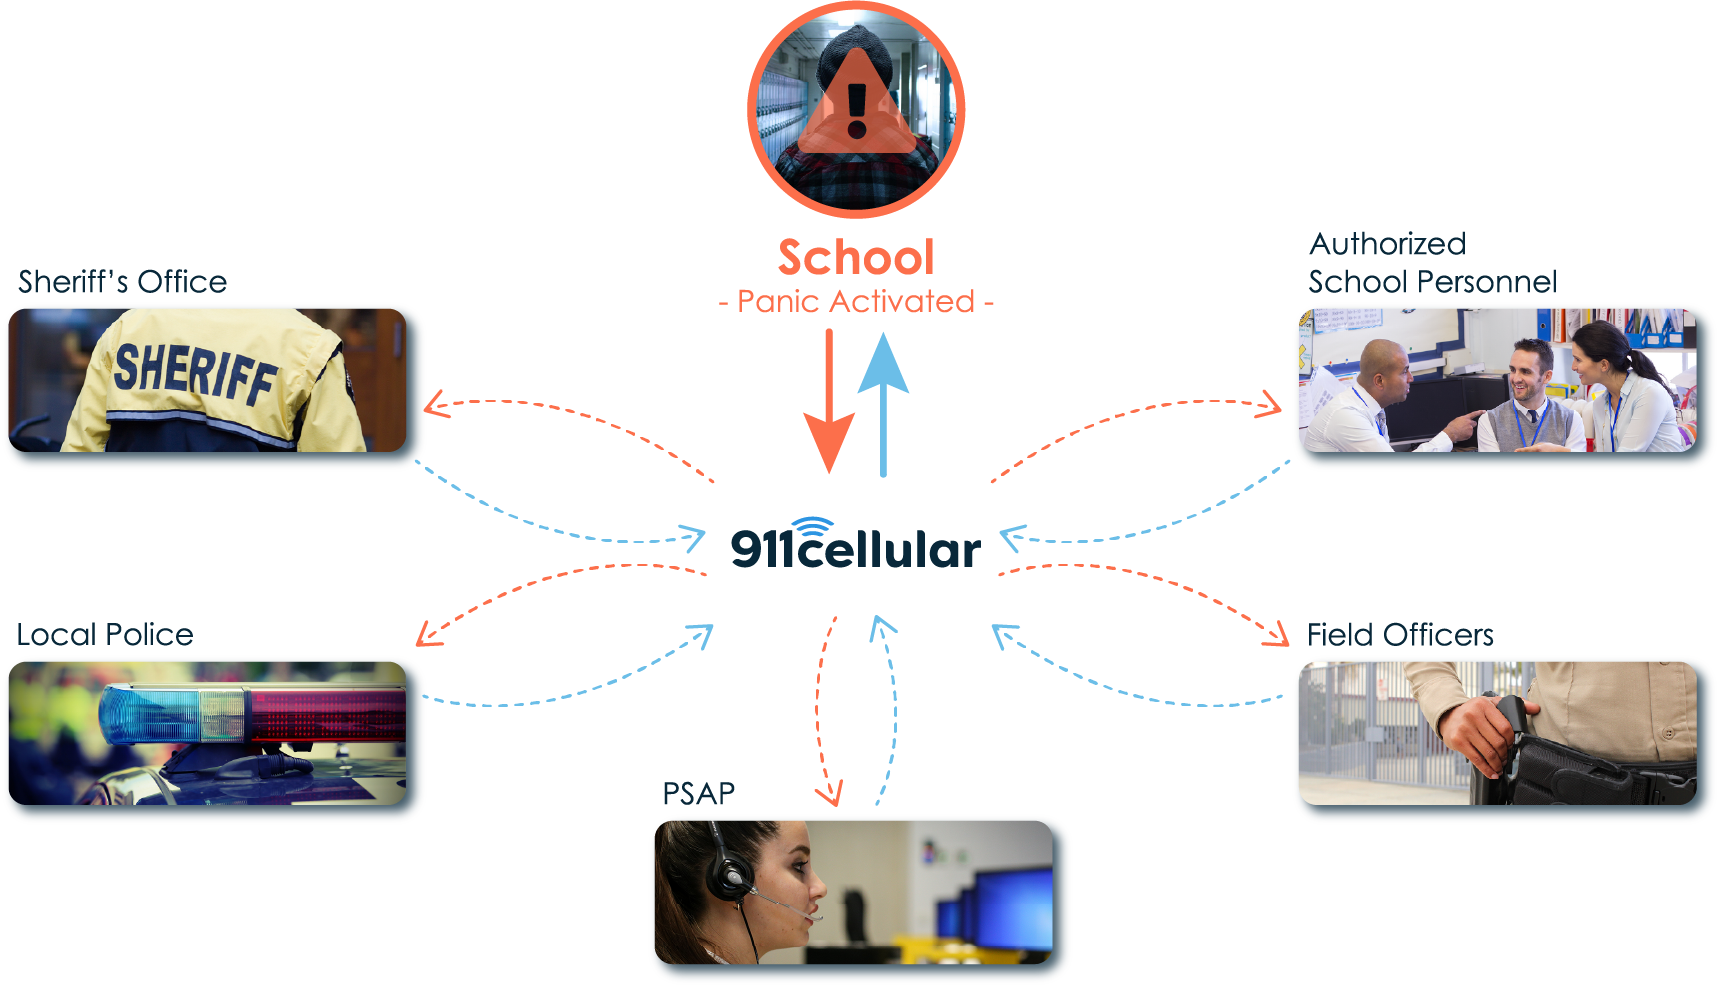 School
- Panic Activated -
Sheriff's Office
SHERIFF
Authorized
School Personnel
911cellular
Local Police
Field Officers
PSAP